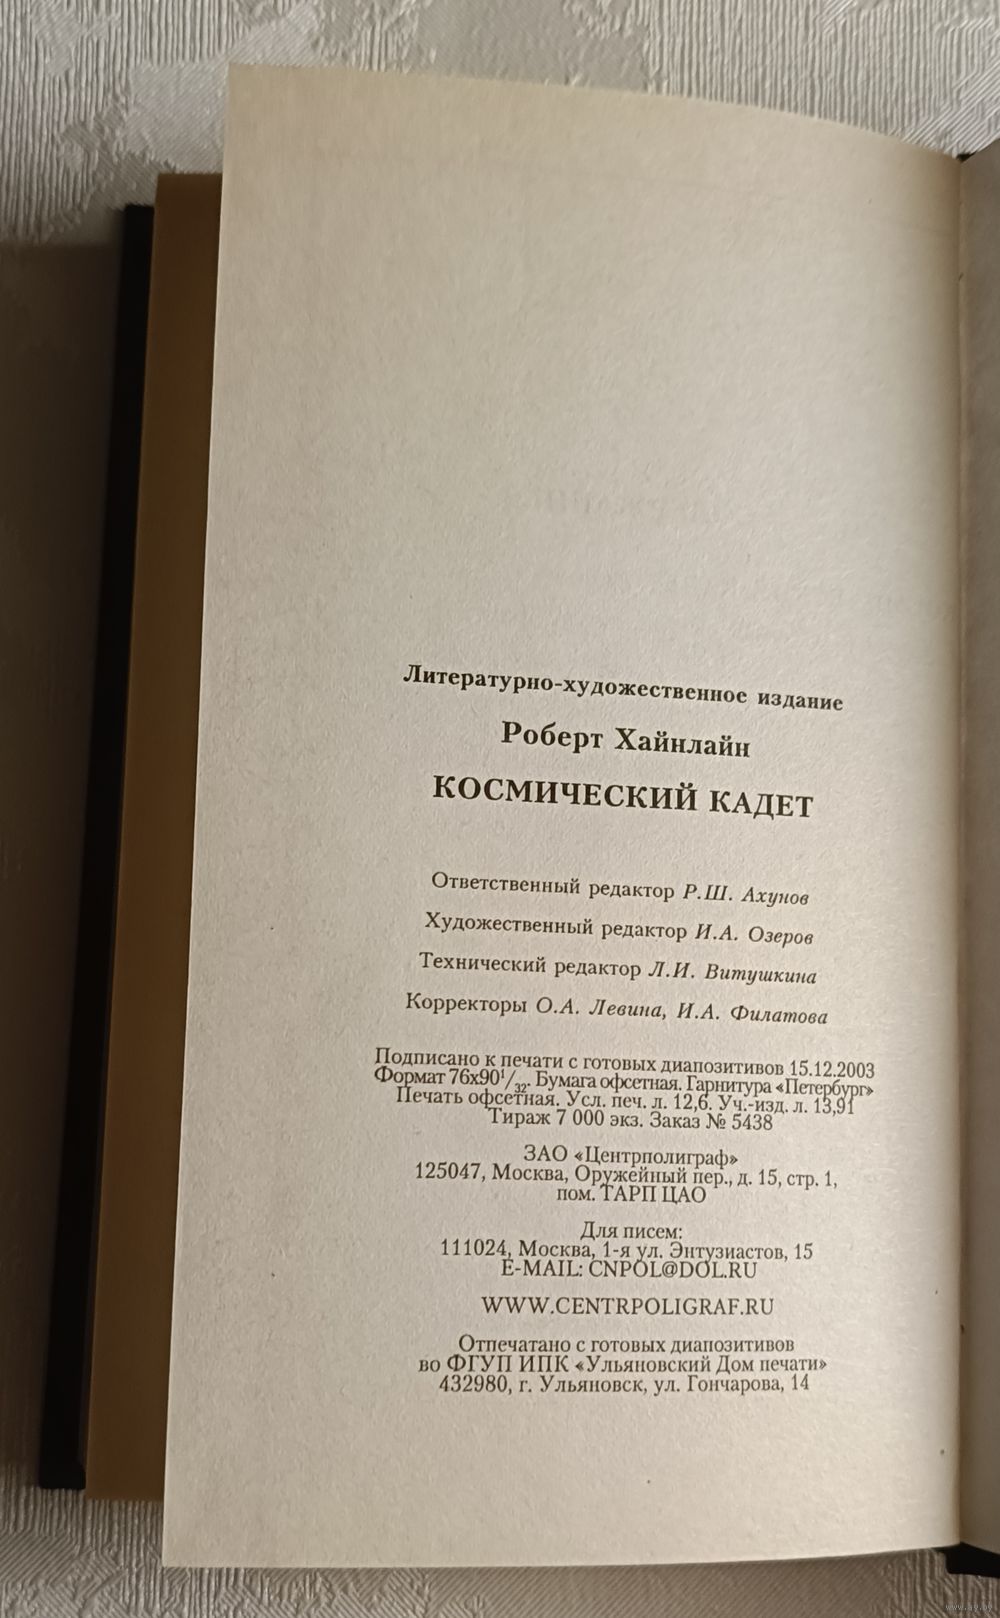 Литературно-художественное издание
Роберт Хайнлайн
КОСМИЧЕСКИЙ КАДЕТ
Ответственный редактор Р.Ш. Ахунов
Художественный редактор И.А. Озеров
Технический редактор Л.И. Витушкина
Корректоры О.А. Левина, И.А. Филатова
Подписано к печати с готовых диапозитивов 15.12.2003
Формат 76х90¹/₃₂. Бумага офсетная. Гарнитура «Петербург»
Печать офсетная. Усл. печ. л. 12,6. Уч.-изд. л. 13,91
Тираж 7 000 экз. Заказ № 5438
ЗАО «Центрполиграф»
125047, Москва, Оружейный пер., д. 15, стр. 1,
пом. ТАРП ЦАО
Для писем:
111024, Москва, 1-я ул. Энтузиастов, 15
E-MAIL: CNPOL@DOL.RU
WWW.CENTRPOLIGRAF.RU
Отпечатано с готовых диапозитивов
во ФГУП ИПК «Ульяновский Дом печати»
432980, г. Ульяновск, ул. Гончарова, 14
www.ay.by